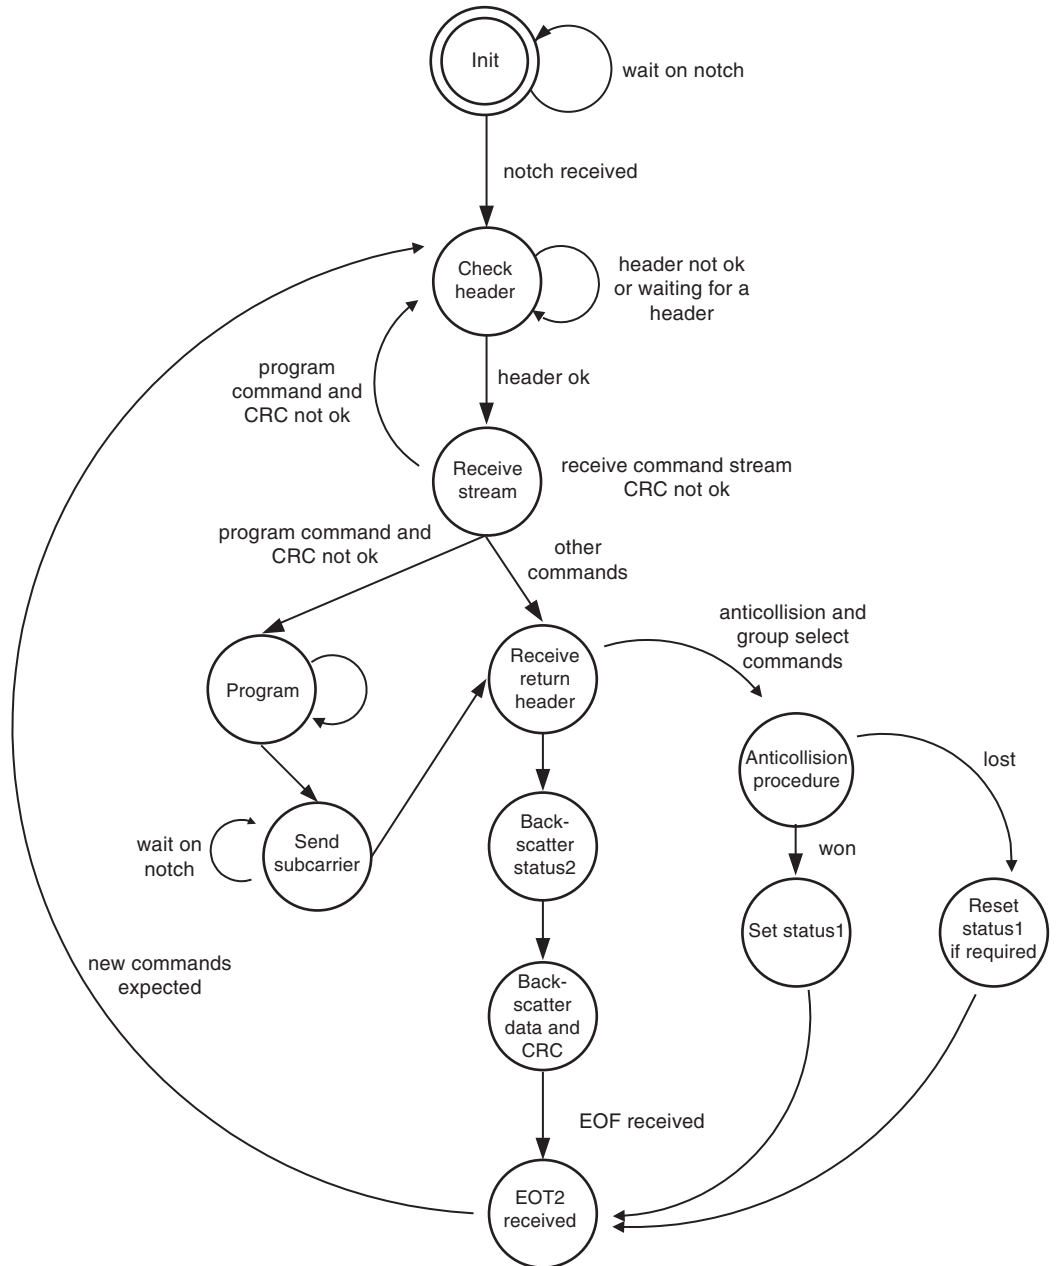 Init
wait on notch
notch received
Check
header
header not ok
or waiting for a
header
program
command and
CRC not ok
header ok
Receive
stream
receive command stream
CRC not ok
program command and
CRC not ok
other
commands
anticollision and
group select
commands
Program
Receive
return
header
Anticollision
procedure
lost
wait on
notch
Send
subcarrier
Back-
scatter
status2
won
Set status1
Reset
status1
if required
new commands
expected
Back-
scatter
data and
CRC
EOF received
EOT2
received